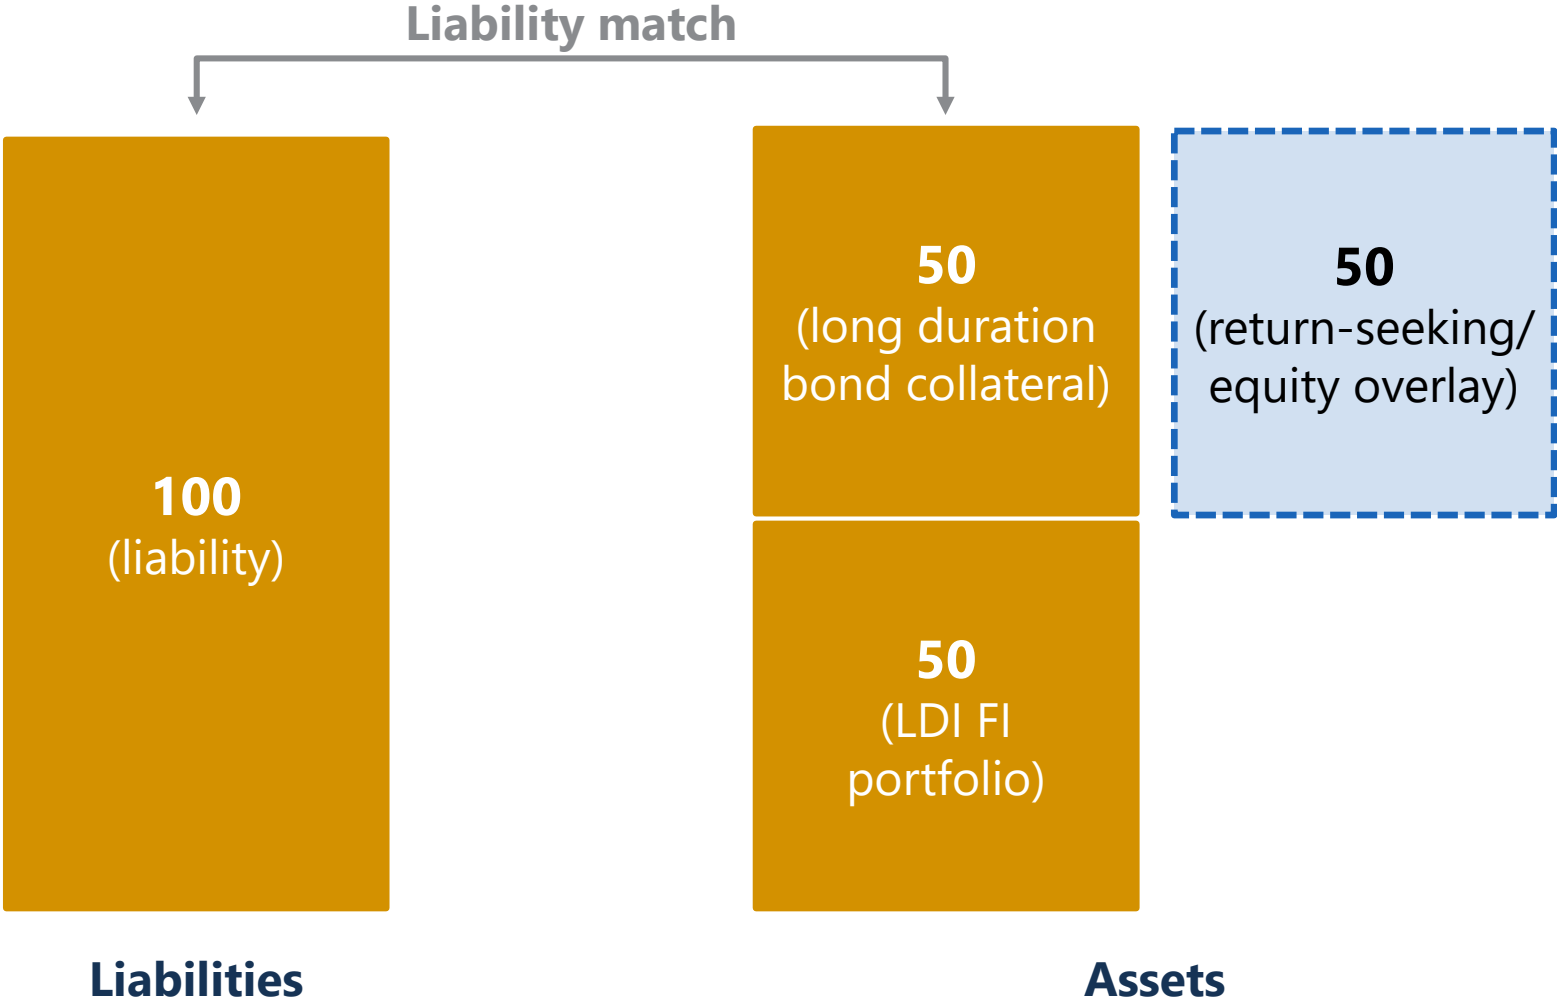 Liability match
100
(liability)
50
(long duration
bond collateral)
50
(return-seeking/
equity overlay)
50
(LDI FI
portfolio)
Liabilities
Assets